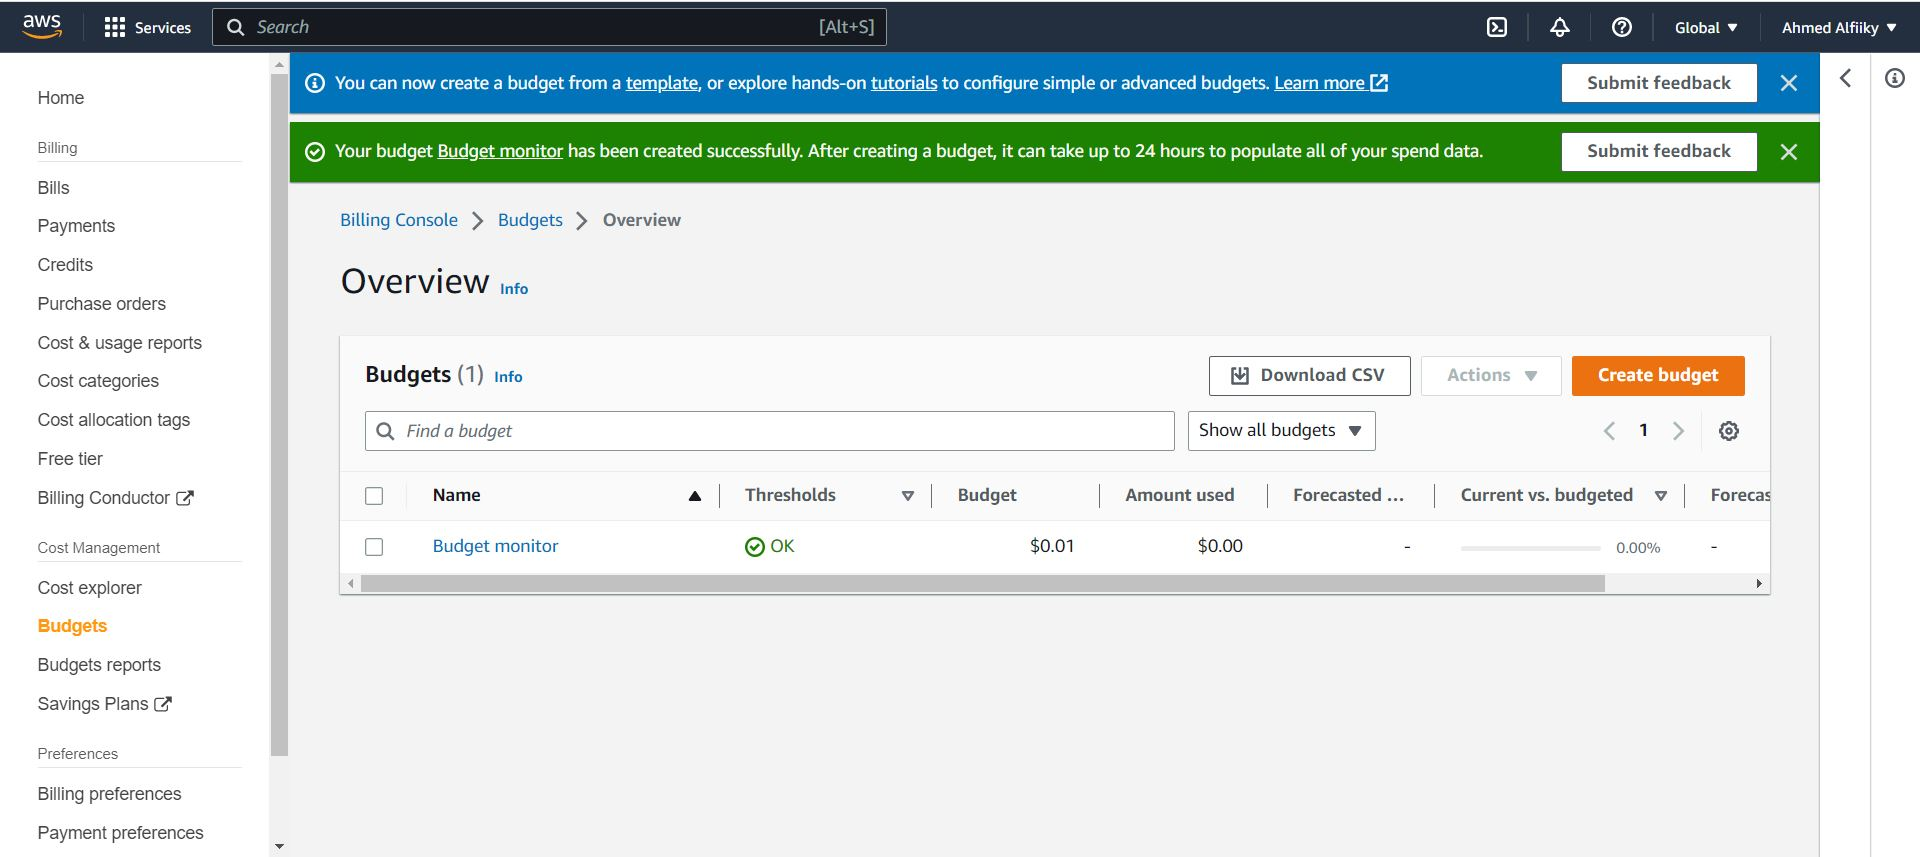 aws
Services
Search
[Alt+S]
Global
Ahmed Alfiiky
Home
Billing
Bills
Payments
Credits
Purchase orders
Cost & usage reports
Cost categories
Cost allocation tags
Free tier
Billing Conductor
Cost Management
Cost explorer
Budgets
Budgets reports
Savings Plans
Preferences
Billing preferences
Payment preferences
You can now create a budget from a template, or explore hands-on tutorials to configure simple or advanced budgets. Learn more
Submit feedback
Your budget Budget monitor has been created successfully. After creating a budget, it can take up to 24 hours to populate all of your spend data.
Submit feedback
Billing Console
Budgets
Overview
Overview Info
Budgets (1) Info
Download CSV
Actions
Create budget
Find a budget
Show all budgets
1
Name
Thresholds
Budget
Amount used
Forecasted ...
Current vs. budgeted
Forecas
Budget monitor
OK
$0.01
$0.00
-
0.00%
-